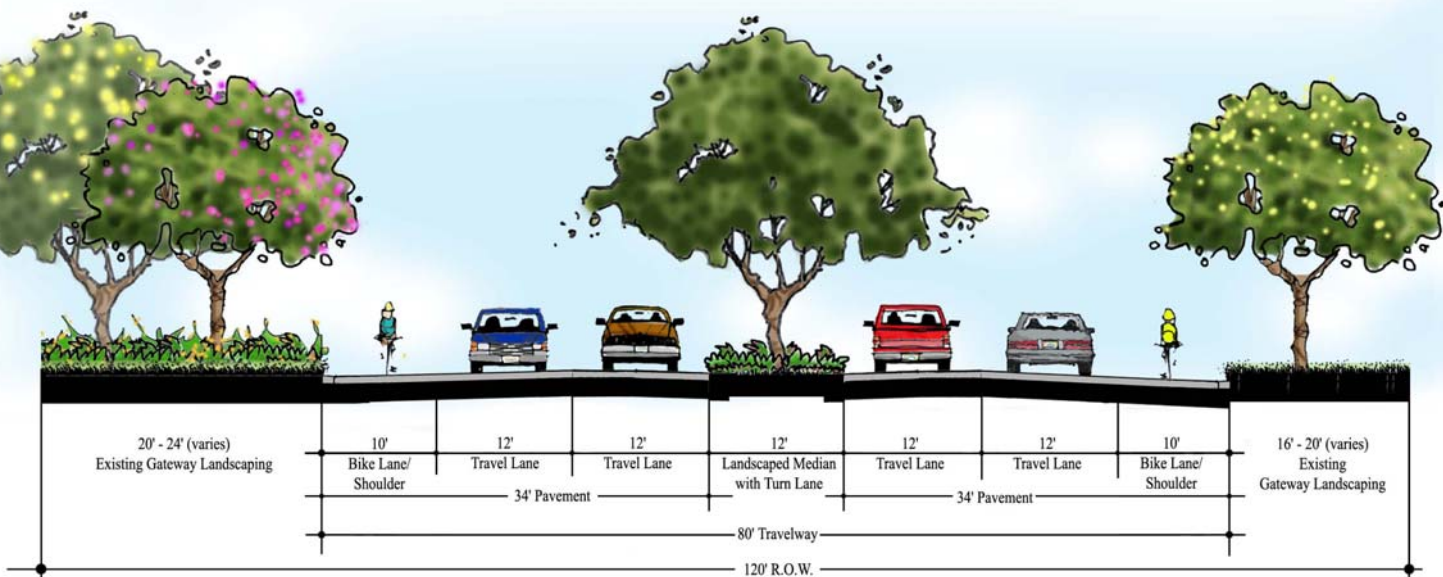 20' - 24' (varies)
Existing Gateway Landscaping
10'
Bike Lane/
Shoulder
12'
Travel Lane
12'
Travel Lane
12'
Landscaped Median
with Turn Lane
12'
Travel Lane
12'
Travel Lane
10'
Bike Lane/
Shoulder
16' - 20' (varies)
Existing
Gateway Landscaping
34' Pavement
34' Pavement
80' Travelway
120' R.O.W.